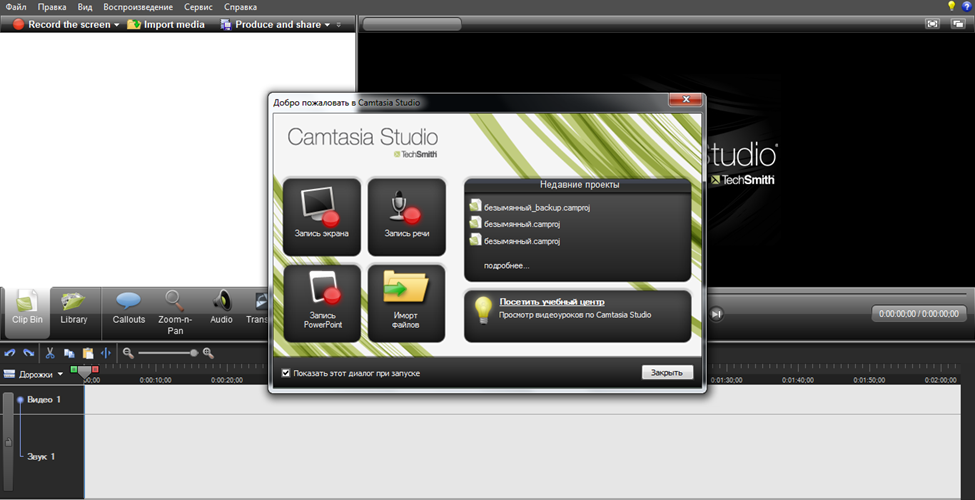 Файл Правка Вид Воспроизведение Сервис Справка
Record the screen Import media Produce and share
Добро пожаловать в Camtasia Studio
Camtasia Studio
TechSmith
Запись экрана
Запись речи
Запись
PowerPoint
Иморт
файлов
Недавние проекты
безымянный_backup.camproj
безымянный.camproj
безымянный.camproj
подробнее...
Посетить учебный центр
Просмотр видеоуроков по Camtasia Studio
Показать этот диалог при запуске
Закрыть
Studio
TechSmith
Clip Bin
Library
Callouts
Zoom-n-
Pan
Audio
Trans
0:00:00;00 / 0:00:00;00
Дорожки
00;00 0:00:10;00 0:00:20;00 0:01:30;00 0:01:40;00 0:01:50;00 0:02:00;00
Видео 1
Звук 1